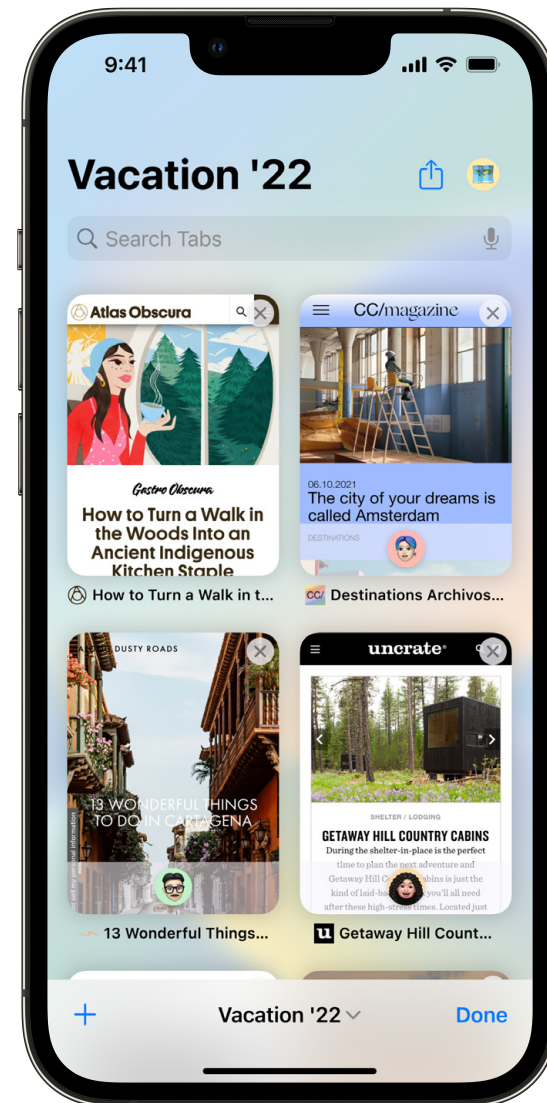 9:41
Vacation '22
Search Tabs
Atlas Obscura
Gastro Obscura
How to Turn a Walk in
the Woods Into an
Ancient Indigenous
Kitchen Staple
How to Turn a Walk in t...
CC/magazine
06.10.2021
The city of your dreams is
called Amsterdam
DESTINATIONS
CC/
Destinations Archivos...
DUSTY ROADS
13 WONDERFUL THINGS
TO DO IN CARTAGENA
sell my personal information
13 Wonderful Things...
uncrate
SHELTER / LODGING
GETAWAY HILL COUNTRY CABINS
During the shelter-in-place is the perfect
time to plan the next adventure and
Getaway Hill Cabins is just the
kind of you'll all need
after these high-stress times. Located just
u
Getaway Hill Count...
Vacation '22
Done